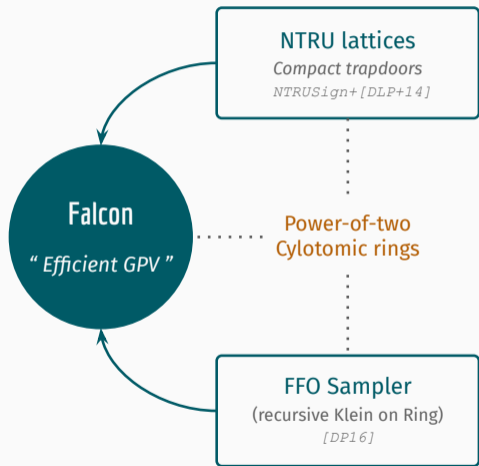 NTRU lattices
Compact trapdoors
NTRUSign+[DLP+14]
Falcon
“ Efficient GPV ”
Power-of-two
Cylotomic rings
FFO Sampler
(recursive Klein on Ring)
[DP16]